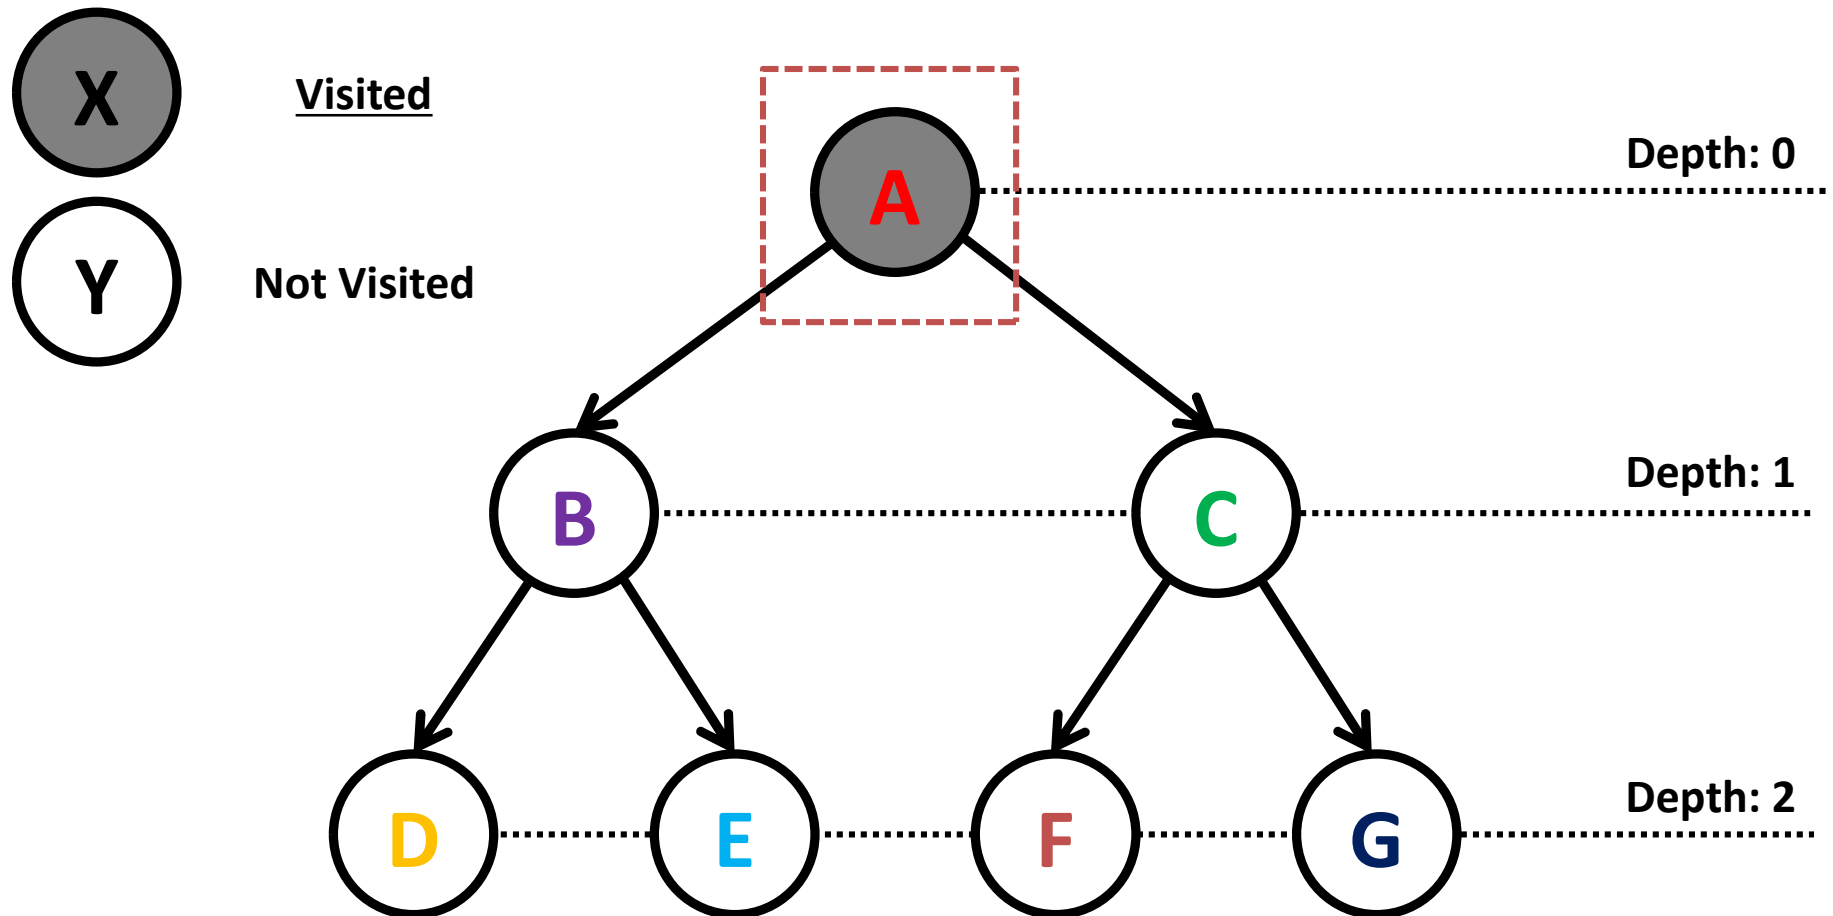 X Visited
Y Not Visited
A Depth: 0
B C Depth: 1
D E F G Depth: 2